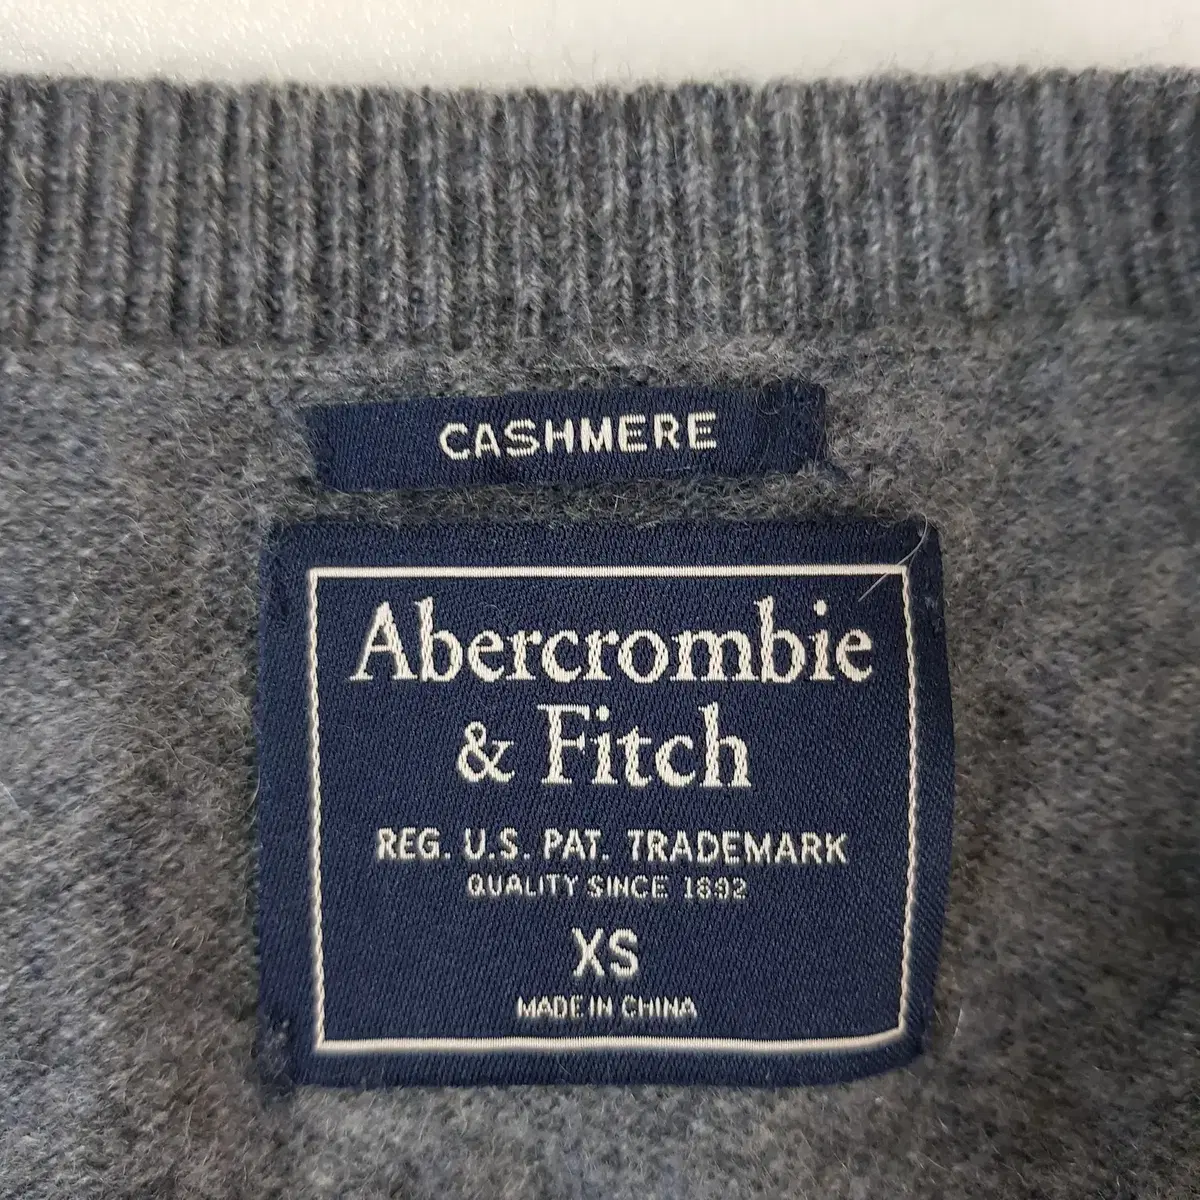 CASHMERE
Abercrombie
& Fitch
REG. U.S. PAT. TRADEMARK
QUALITY SINCE 1892
XS
MADE IN CHINA